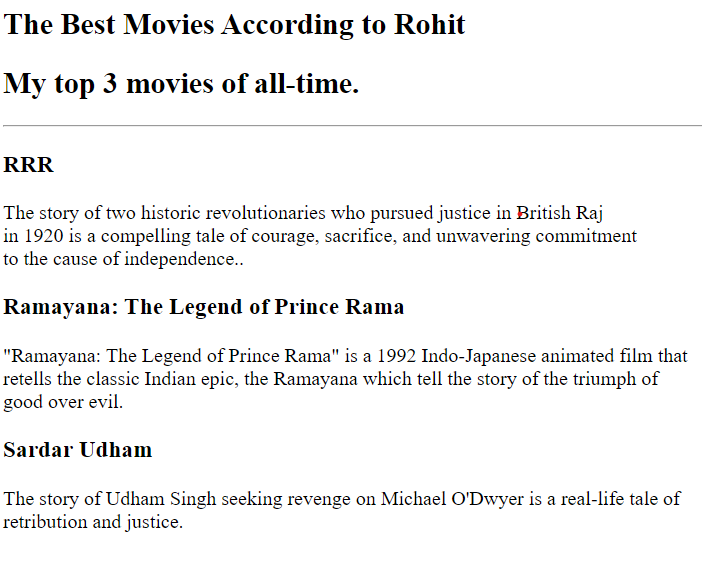 The Best Movies According to Rohit
My top 3 movies of all-time.
RRR
The story of two historic revolutionaries who pursued justice in British Raj
in 1920 is a compelling tale of courage, sacrifice, and unwavering commitment
to the cause of independence..
Ramayana: The Legend of Prince Rama
"Ramayana: The Legend of Prince Rama" is a 1992 Indo-Japanese animated film that
retells the classic Indian epic, the Ramayana which tell the story of the triumph of
good over evil.
Sardar Udham
The story of Udham Singh seeking revenge on Michael O'Dwyer is a real-life tale of
retribution and justice.